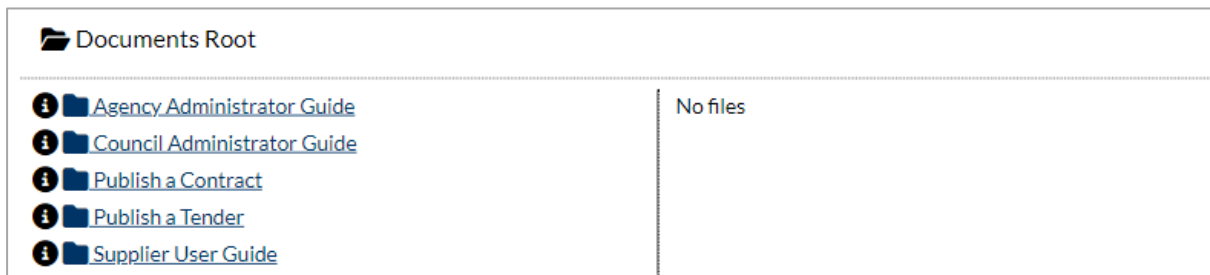 Documents Root
Agency Administrator Guide
Council Administrator Guide
Publish a Contract
Publish a Tender
Supplier User Guide
No files